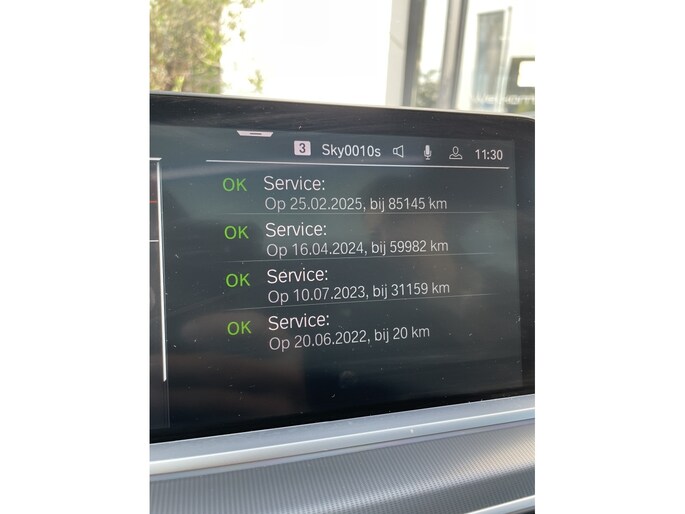 3 Sky0010s 11:30
OK Service:
Op 25.02.2025, bij 85145 km
OK Service:
Op 16.04.2024, bij 59982 km
OK Service:
Op 10.07.2023, bij 31159 km
OK Service:
Op 20.06.2022, bij 20 km